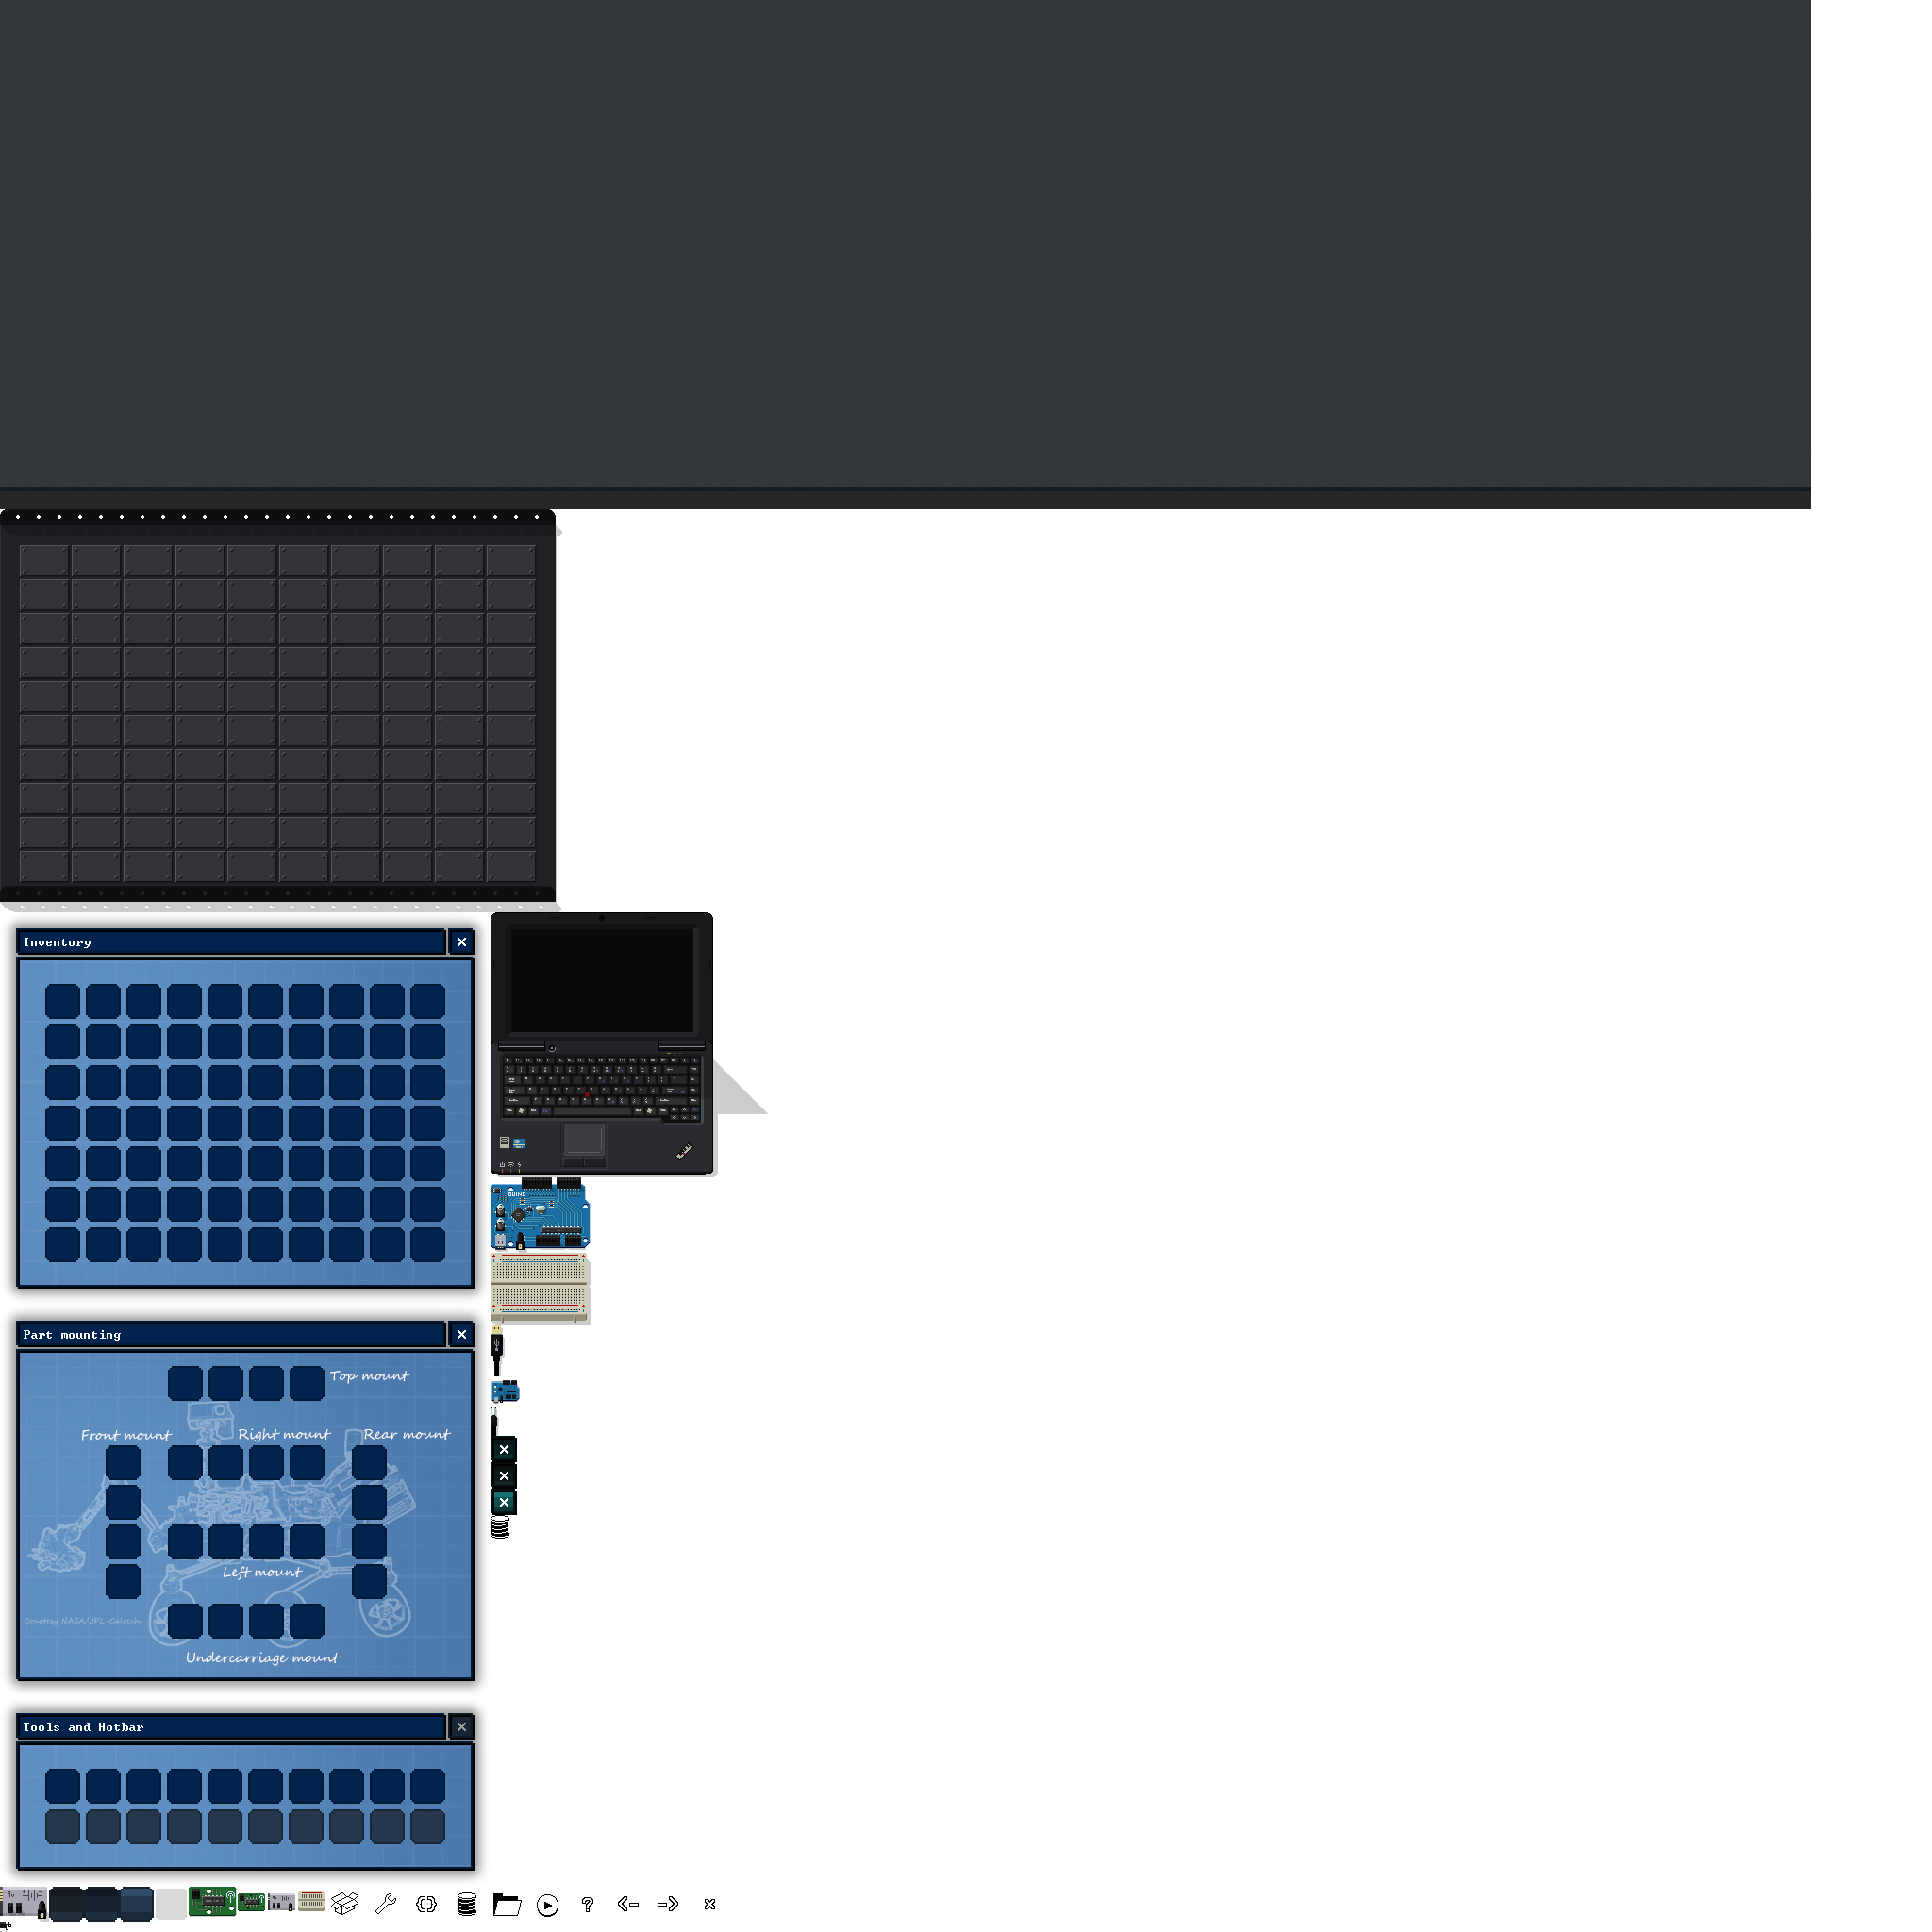 Inventory
Part mounting
Top mount
Front mount
Right mount
Rear mount
Left mount
Courtesy NASA/JPL-Caltech.
Undercarriage mount
Tools and Hotbar